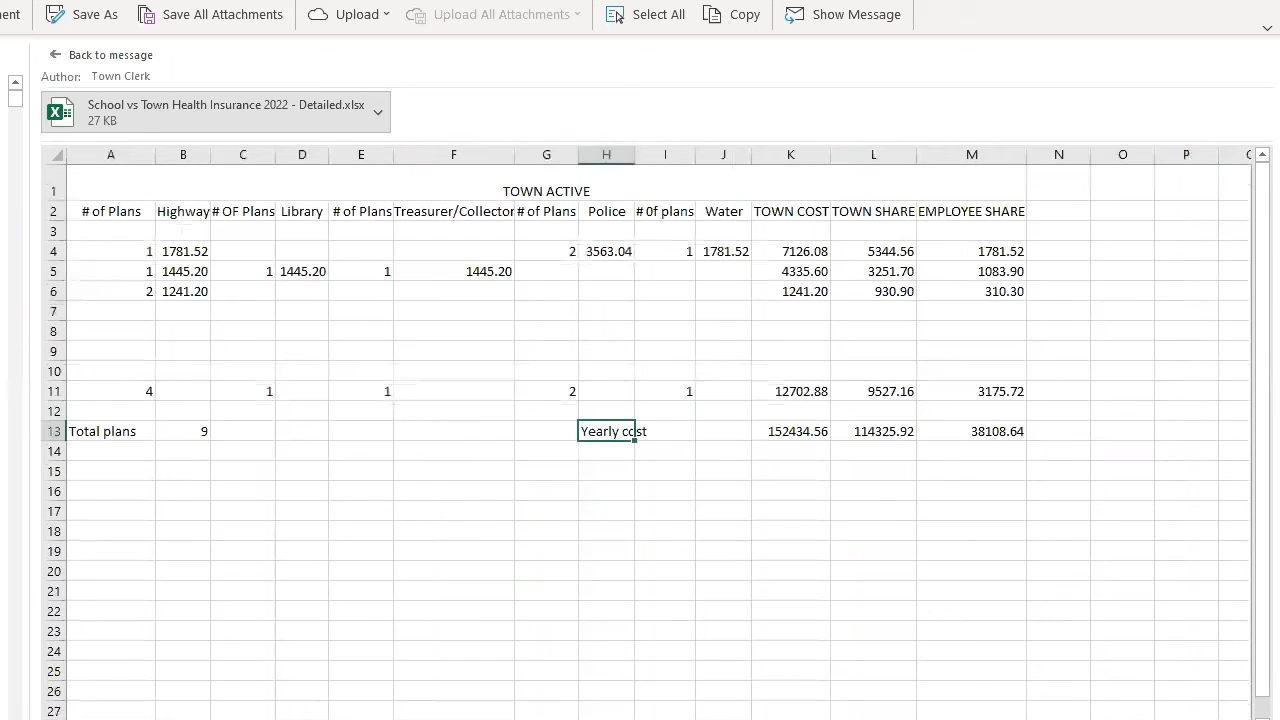 Save As Save All Attachments Upload Upload All Attachments Select All Copy Show Message
Back to message
Author: Town Clerk
School vs Town Health Insurance 2022 - Detailed.xlsx
27 KB
A B C D E F G H I J K L M N O P
1 TOWN ACTIVE
2 # of Plans Highway # OF Plans Library # of Plans Treasurer/Collector # of Plans Police # 0f plans Water TOWN COST TOWN SHARE EMPLOYEE SHARE
3
4 1 1781.52 2 3563.04 1 1781.52 7126.08 5344.56 1781.52
5 1 1445.20 1 1445.20 1 1445.20 4335.60 3251.70 1083.90
6 2 1241.20 1241.20 930.90 310.30
7
8
9
10
11 4 1 1 2 1 12702.88 9527.16 3175.72
12
13 Total plans 9 Yearly cost 152434.56 114325.92 38108.64
14
15
16
17
18
19
20
21
22
23
24
25
26
27